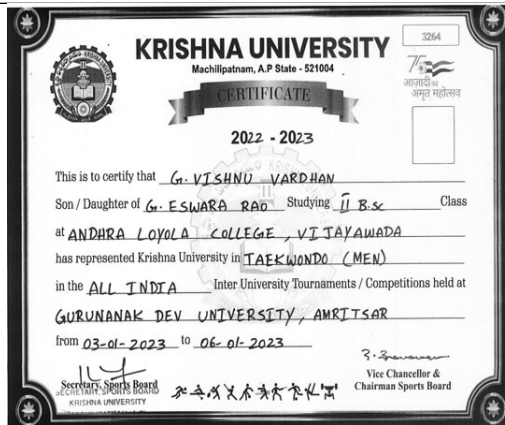 KRISHNA UNIVERSITY
Machilipatnam, A.P State - 521004
3264
75
आज़ादी का
अमृत महोत्सव
CERTIFICATE
2022 - 2023
This is to certify that G. VISHNU VARDHAN
Son / Daughter of G. ESWARA RAO Studying II B.sc Class
at ANDHRA LOYOLA COLLEGE, VIJAYAWADA
has represented Krishna University in TAEKWONDO (MEN)
in the ALL INDIA Inter University Tournaments / Competitions held at
GURUNANAK DEV UNIVERSITY, AMRITSAR
from 03-01-2023 to 06-01-2023
Secretary, Sports Board
SECRETARY, SPORTS BOARD
KRISHNA UNIVERSITY
Vice Chancellor &
Chairman Sports Board